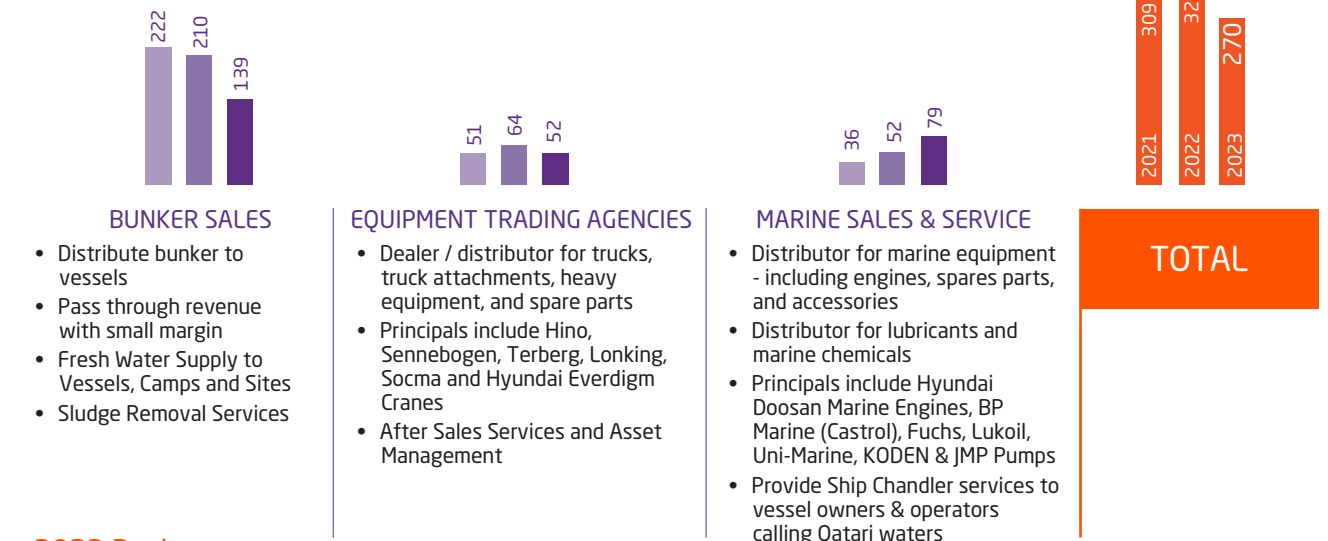 222
210
139
51
64
52
36
52
79
309
270
2021
2022
2023
BUNKER SALES
• Distribute bunker to
vessels
• Pass through revenue
with small margin
• Fresh Water Supply to
Vessels, Camps and Sites
• Sludge Removal Services
EQUIPMENT TRADING AGENCIES
• Dealer / distributor for trucks,
truck attachments, heavy
equipment, and spare parts
• Principals include Hino,
Sennebogen, Terberg, Lonking,
Socma and Hyundai Everdigm
Cranes
• After Sales Services and Asset
Management
MARINE SALES & SERVICE
• Distributor for marine equipment
- including engines, spares parts,
and accessories
• Distributor for lubricants and
marine chemicals
• Principals include Hyundai
Doosan Marine Engines, BP
Marine (Castrol), Fuchs, Lukoil,
Uni-Marine, KODEN & JMP Pumps
• Provide Ship Chandler services to
vessel owners & operators
calling Qatari waters
TOTAL